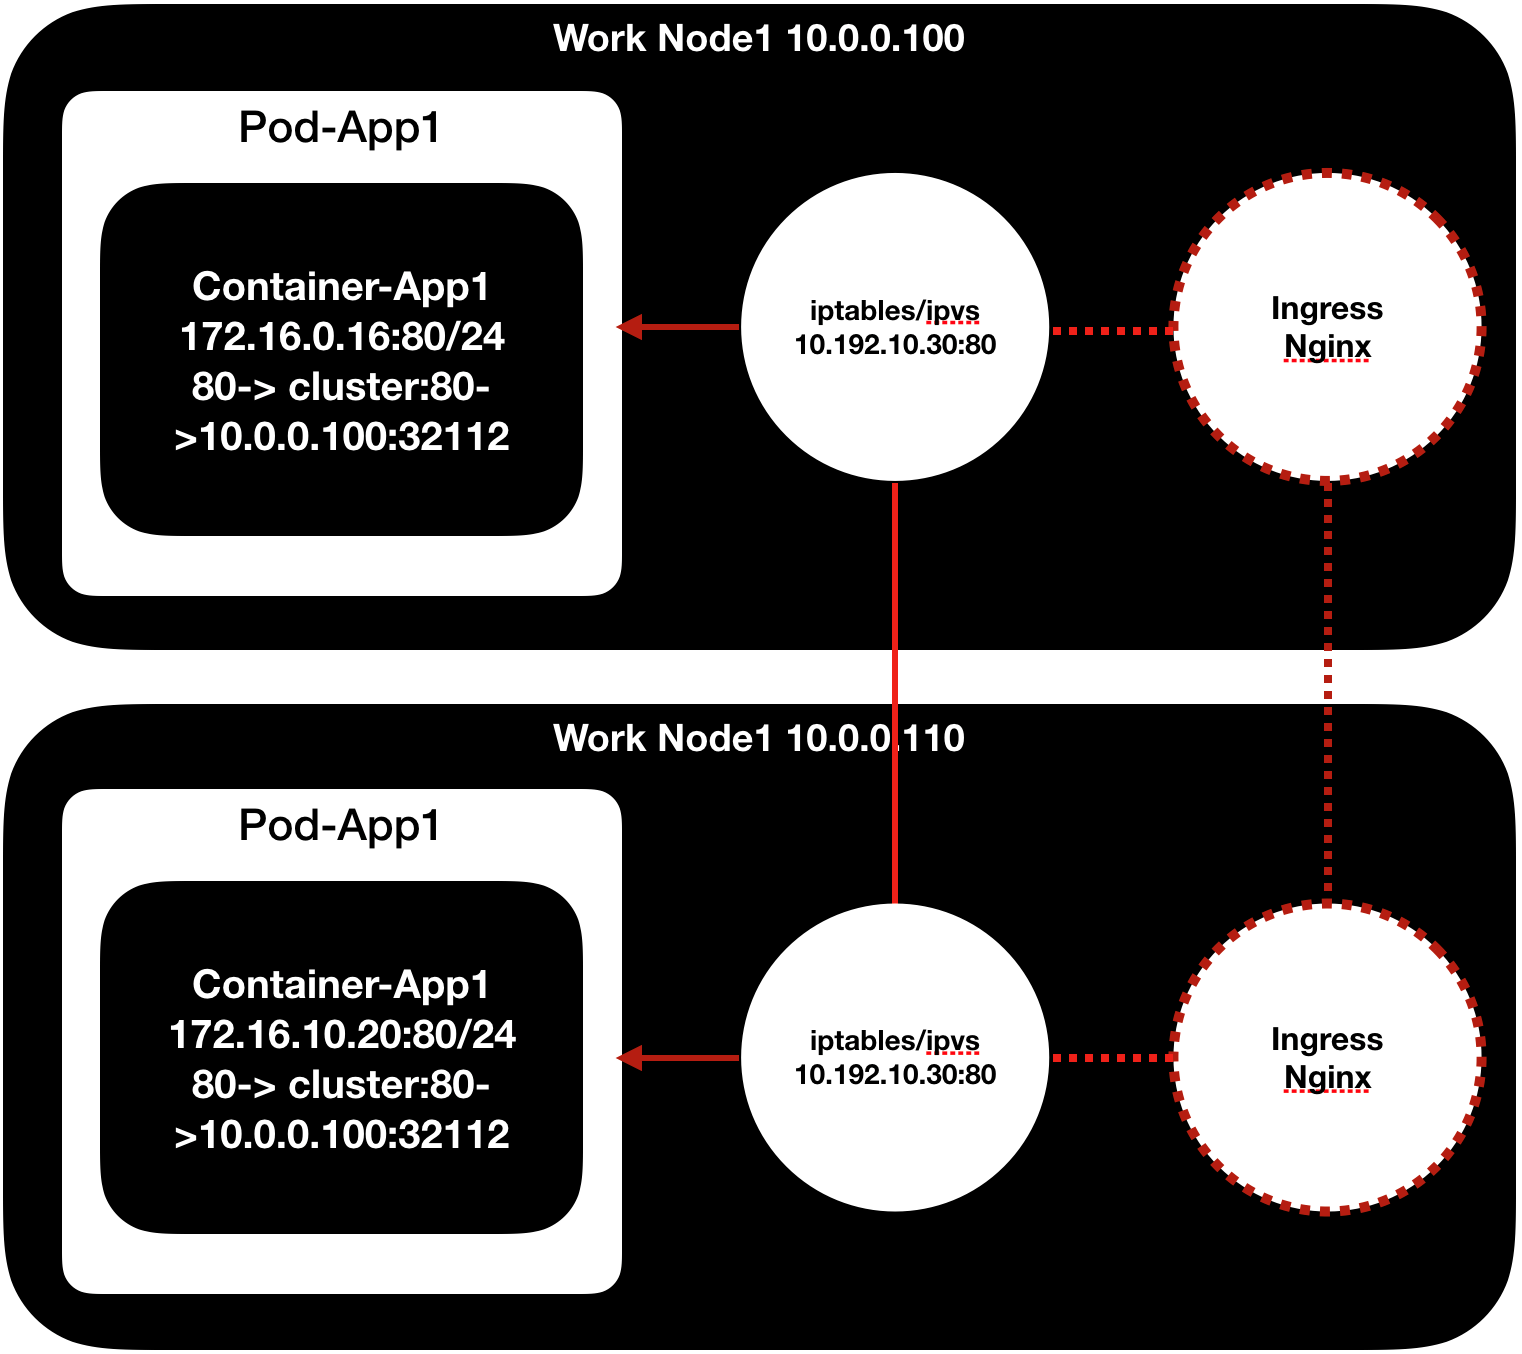 Work Node1 10.0.0.100
Pod-App1
Container-App1
172.16.0.16:80/24
80-> cluster:80-
>10.0.0.100:32112
iptables/ipvs
10.192.10.30:80
Ingress
Nginx
Work Node1 10.0.0.110
Pod-App1
Container-App1
172.16.10.20:80/24
80-> cluster:80-
>10.0.0.100:32112
iptables/ipvs
10.192.10.30:80
Ingress
Nginx